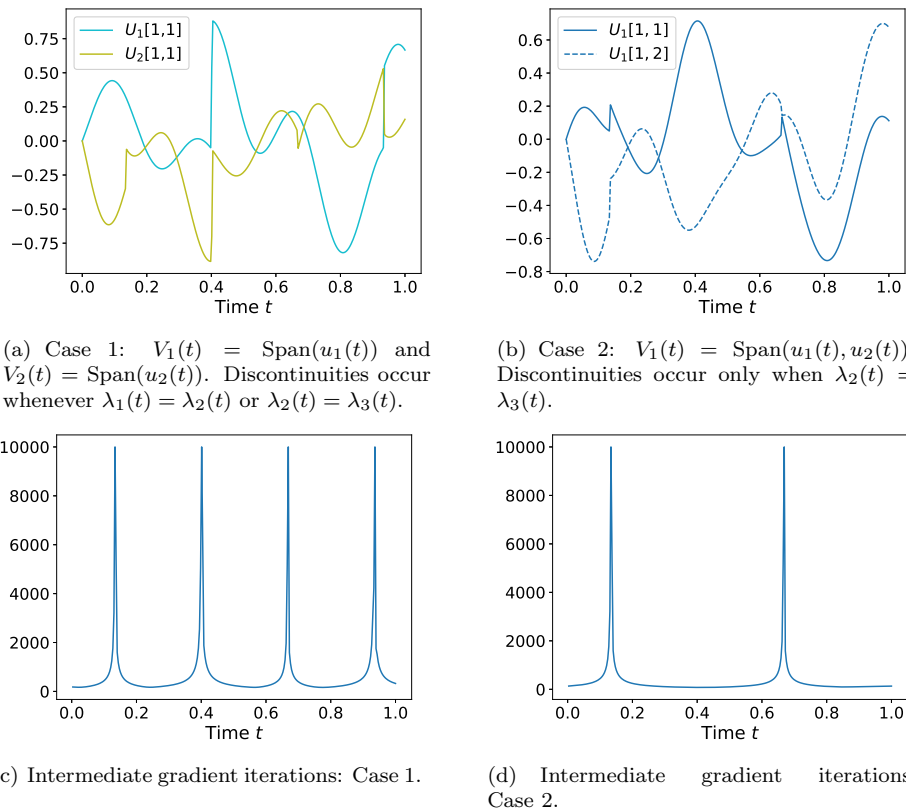 0.75
0.50
0.25
0.00
−0.25
−0.50
−0.75
U₁[1,1]
U₂[1,1]
0.0 0.2 0.4 0.6 0.8 1.0
Time t
0.6
0.4
0.2
0.0
−0.2
−0.4
−0.6
−0.8
U₁[1, 1]
U₁[1, 2]
0.0 0.2 0.4 0.6 0.8 1.0
Time t
(a) Case 1: V₁(t) = Span(u₁(t)) and
V₂(t) = Span(u₂(t)). Discontinuities occur
whenever λ₁(t) = λ₂(t) or λ₂(t) = λ₃(t).
(b) Case 2: V₁(t) = Span(u₁(t), u₂(t))
Discontinuities occur only when λ₂(t) =
λ₃(t).
10000
8000
6000
4000
2000
0
0.0 0.2 0.4 0.6 0.8 1.0
Time t
10000
8000
6000
4000
2000
0
0.0 0.2 0.4 0.6 0.8 1.0
Time t
c) Intermediate gradient iterations: Case 1.
(d) Intermediate gradient iterations
Case 2.